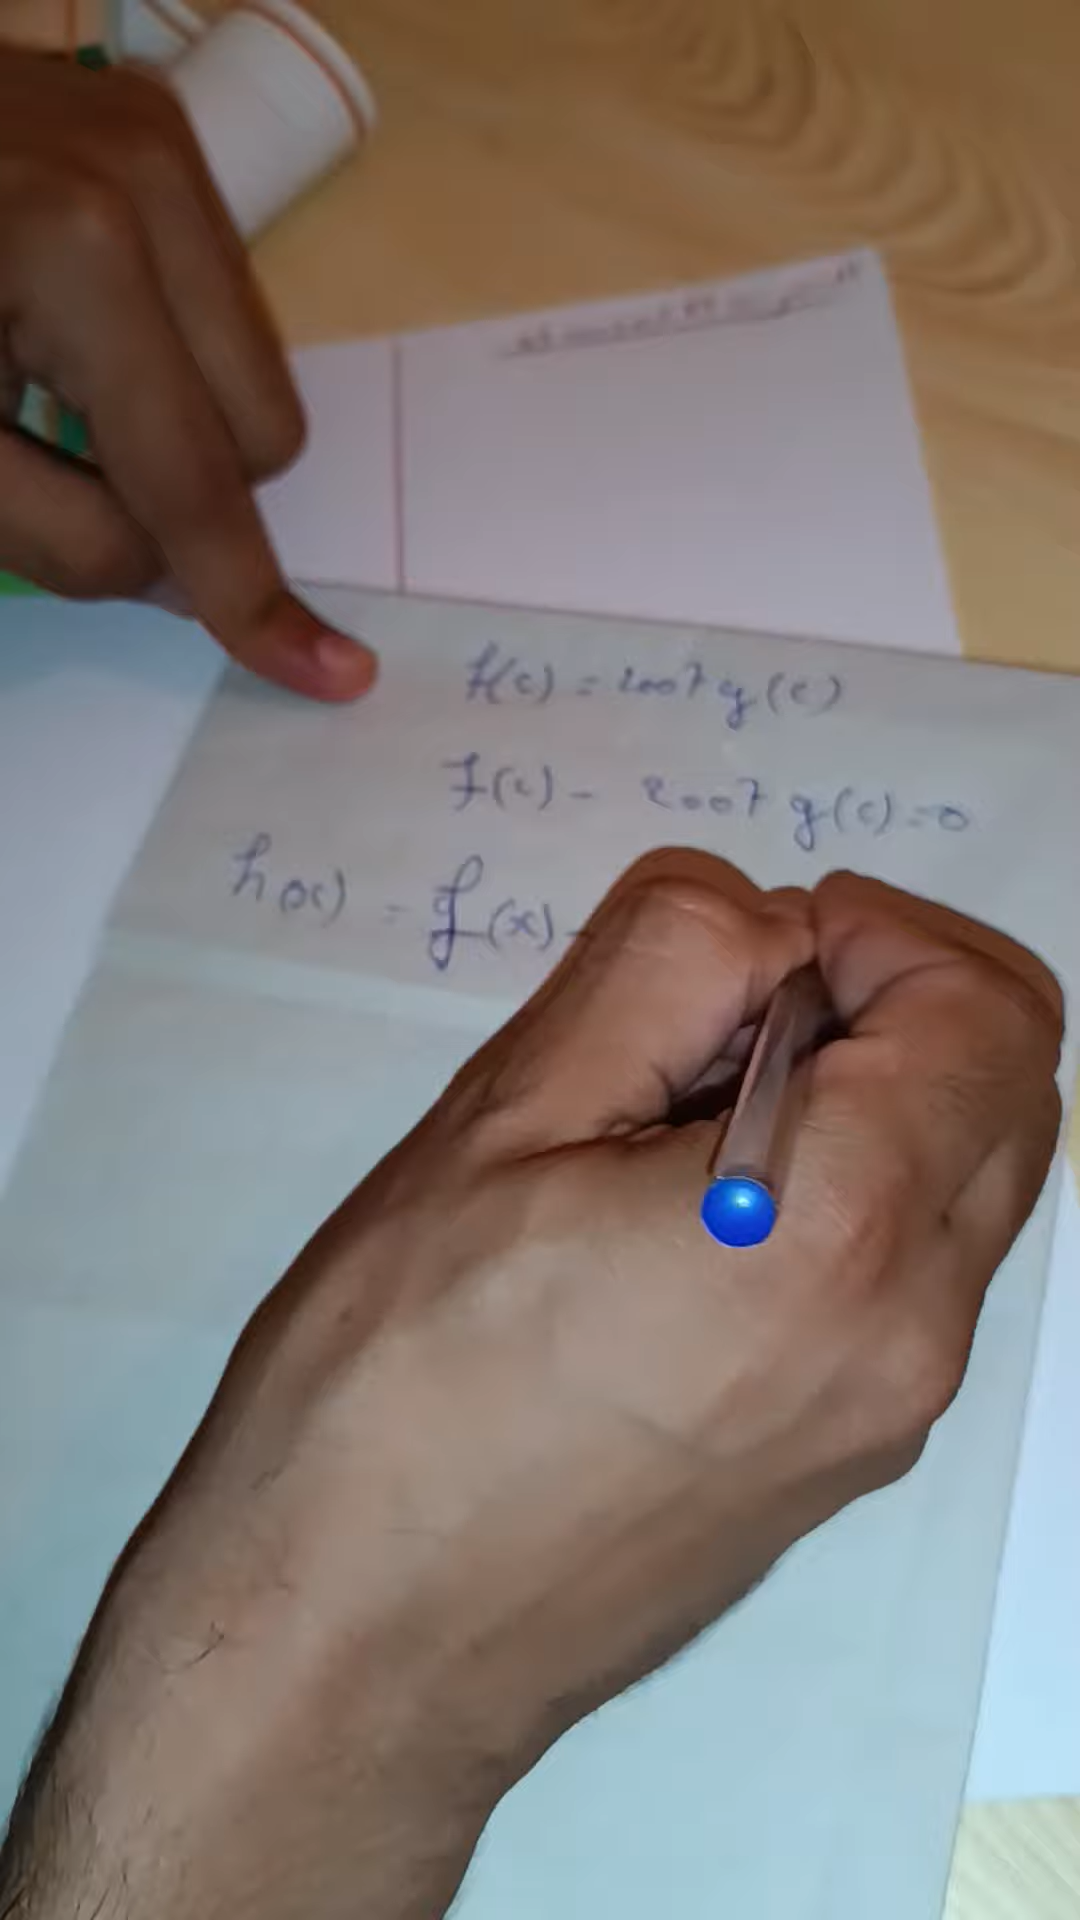 f(c) = 2007 g(c)
f(c) - 2007 g(c) = 0
h(x) = f(x) -